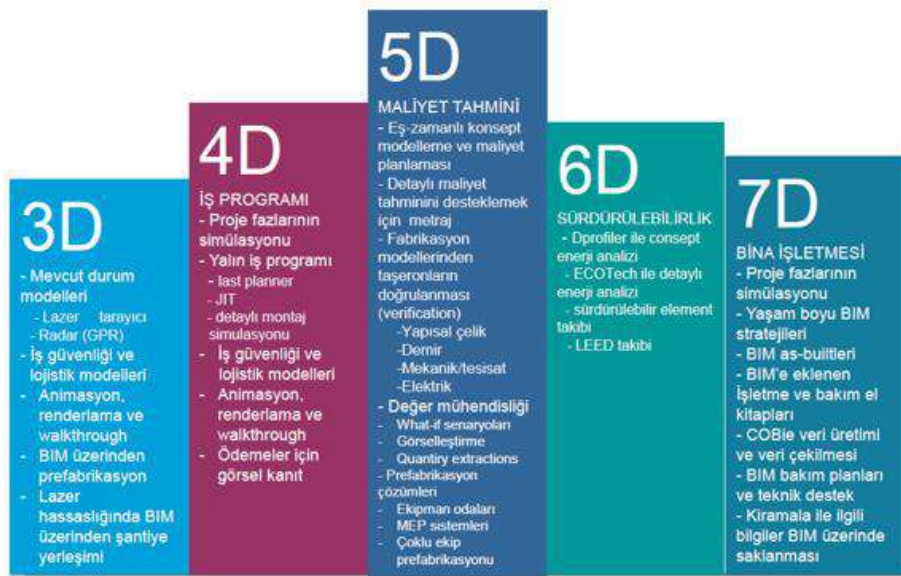 3D
- Mevcut durum
modelleri
- Lazer tarayıcı
- Radar (GPR)
- İş güvenliği ve
lojistik modelleri
- Animasyon,
renderlama ve
walkthrough
- BIM üzerinden
prefabrikasyon
- Lazer
hassaslığında BIM
üzerinden şantiye
yerleşimi
4D
İŞ PROGRAMI
- Proje fazlarının
simülasyonu
- Yalın iş programı
- last planner
- JIT
- detaylı montaj
simulasyonu
- İş güvenliği ve
lojistik modelleri
- Animasyon,
renderlama ve
walkthrough
- Ödemeler için
görsel kanıt
5D
MALİYET TAHMİNİ
- Eş-zamanlı konsept
modelleme ve maliyet
planlaması
- Detaylı maliyet
tahminini desteklemek
için metraj
- Fabrikasyon
modellerinden
taşeronların
doğrulanması
(verification)
-Yapısal çelik
-Demir
-Mekanik/tesisat
-Elektrik
- Değer mühendisliği
- What-if senaryoları
- Görselleştirme
- Quantiry extractions
- Prefabrikasyon
çözümleri
- Ekipman odaları
- MEP sistemleri
- Çoklu ekip
prefabrikasyonu
6D
SÜRDÜRÜLEBİLİRLİK
- Dprofiler ile consept
enerji analizi
- ECOTech ile detaylı
enerji analizi
- sürdürülebilir element
takibi
- LEED takibi
7D
BİNA İŞLETMESİ
- Proje fazlarının
simülasyonu
- Yaşam boyu BIM
stratejileri
- BIM as-builtleri
- BIM'e eklenen
İşletme ve bakım el
kitapları
- COBie veri üretimi
ve veri çekilmesi
- BIM bakım planları
ve teknik destek
- Kiramala ile ilgili
bilgiler BIM üzerinde
saklanması